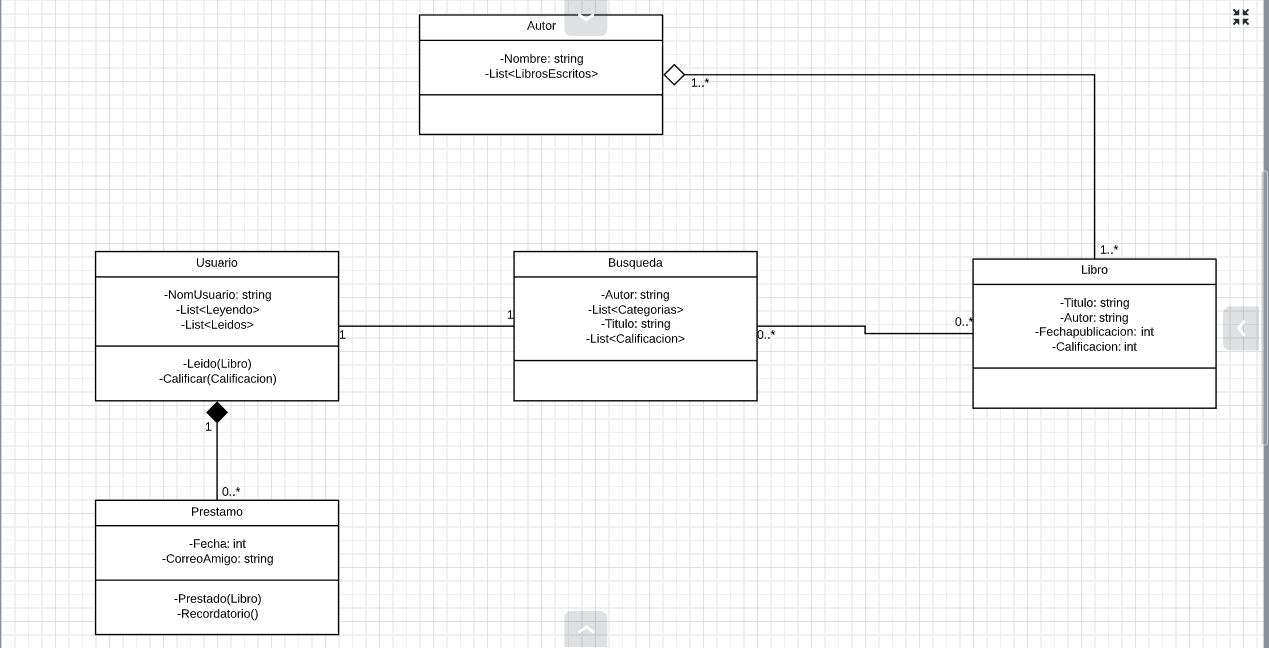 Autor
-Nombre: string
-List<LibrosEscritos>
1..*
1..*
Usuario
-NomUsuario: string
-List<Leyendo>
-List<Leidos>
-Leido(Libro)
-Calificar(Calificacion)
1
1
Busqueda
-Autor: string
-List<Categorias>
-Titulo: string
-List<Calificacion>
0..*
0..*
Libro
-Titulo: string
-Autor: string
-Fechapublicacion: int
-Calificacion: int
1
0..*
Prestamo
-Fecha: int
-CorreoAmigo: string
-Prestado(Libro)
-Recordatorio()